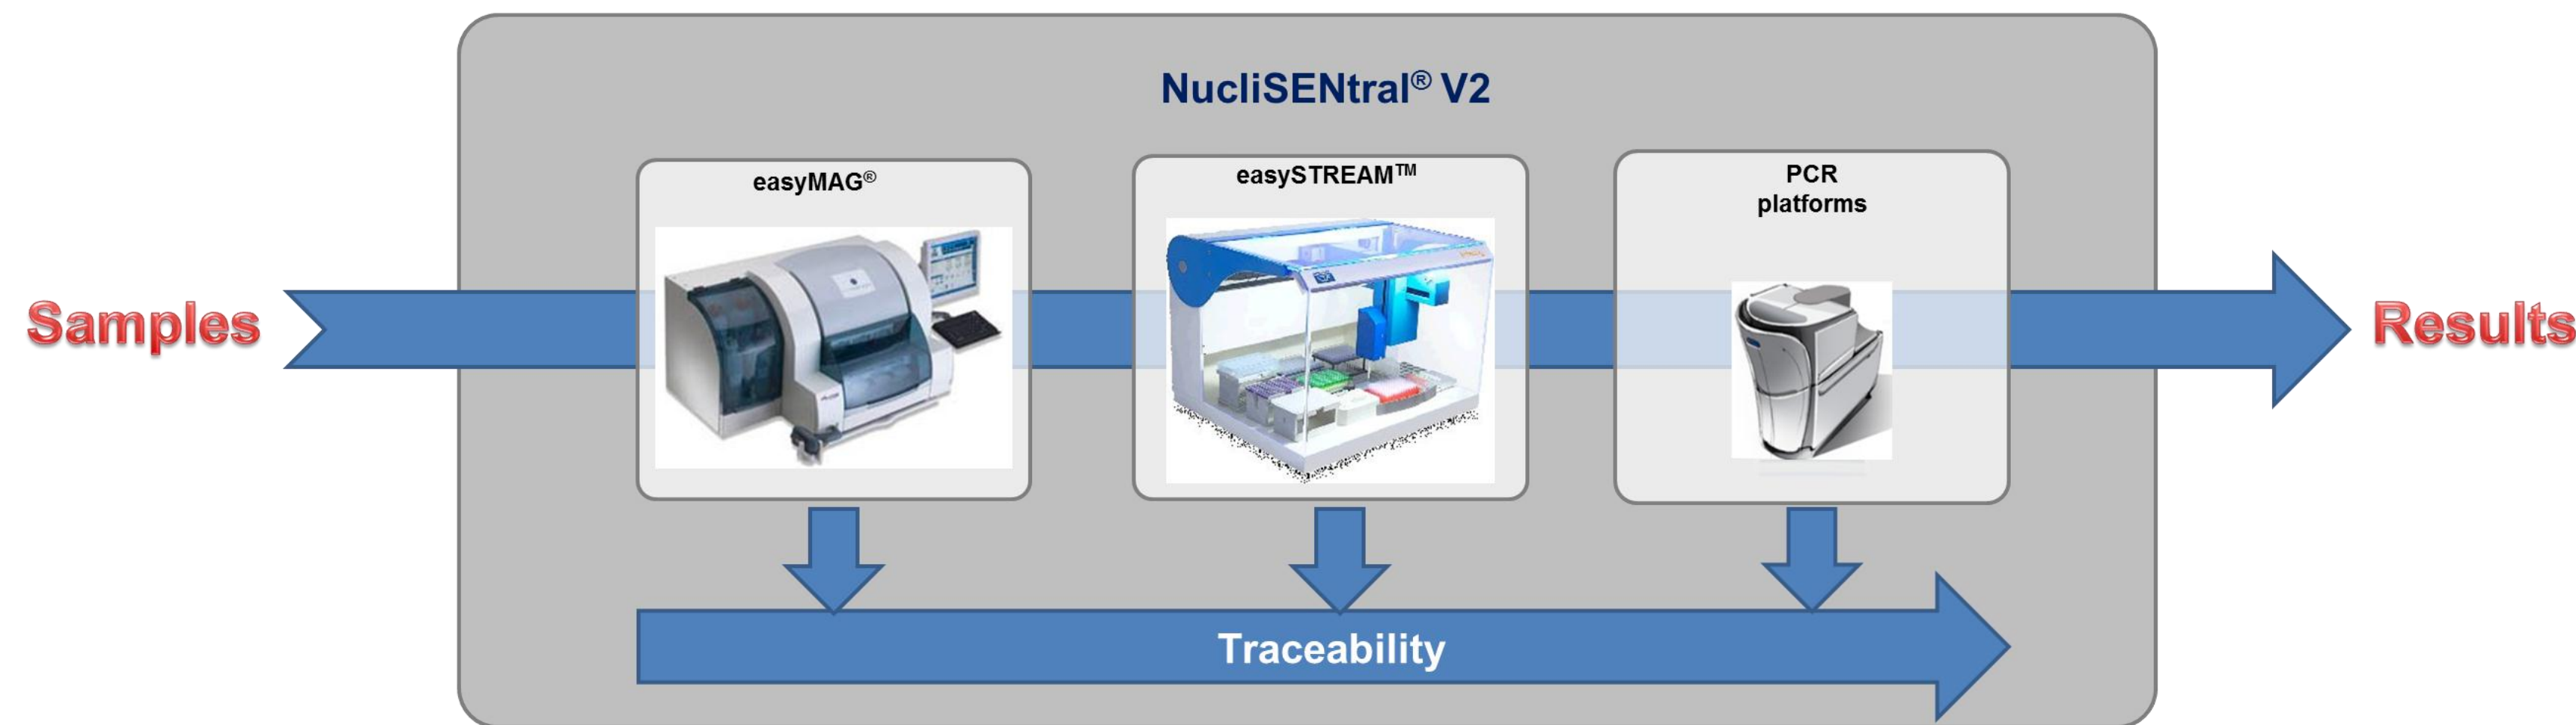 NucliSENtral® V2
easyMAG®
easySTREAM™
PCR
platforms
Samples
Results
Traceability